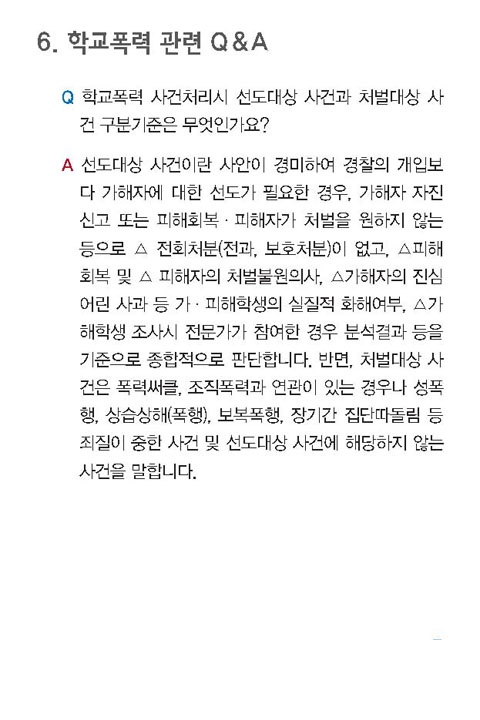 6. 학교폭력 관련 Q&A
Q 학교폭력 사건처리시 선도대상 사건과 처벌대상 사
건 구분기준은 무엇인가요?
A 선도대상 사건이란 사안이 경미하여 경찰의 개입보
다 가해자에 대한 선도가 필요한 경우, 가해자 자진
신고 또는 피해회복·피해자가 처벌을 원하지 않는
등으로 △ 전회처분(전과, 보호처분)이 없고, △피해
회복 및 △ 피해자의 처벌불원의사, △가해자의 진심
어린 사과 등 가·피해학생의 실질적 화해여부, △가
해학생 조사시 전문가가 참여한 경우 분석결과 등을
기준으로 종합적으로 판단합니다. 반면, 처벌대상 사
건은 폭력써클, 조직폭력과 연관이 있는 경우나 성폭
행, 상습상해(폭행), 보복폭행, 장기간 집단따돌림 등
죄질이 중한 사건 및 선도대상 사건에 해당하지 않는
사건을 말합니다.